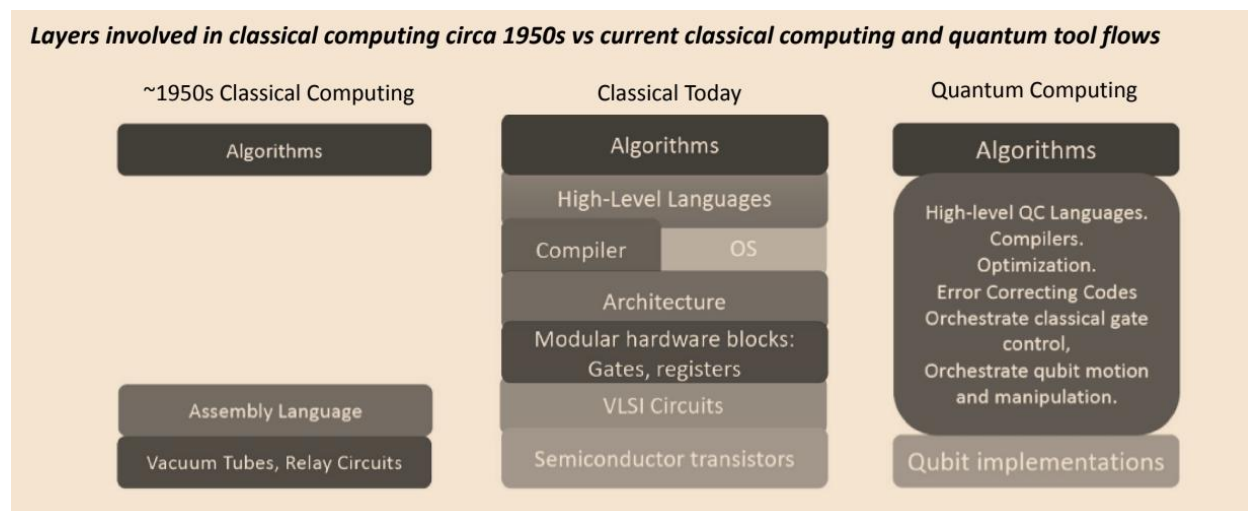 Layers involved in classical computing circa 1950s vs current classical computing and quantum tool flows
~1950s Classical Computing
Algorithms
Assembly Language
Vacuum Tubes, Relay Circuits
Classical Today
Algorithms
High-Level Languages
Compiler
OS
Architecture
Modular hardware blocks:
Gates, registers
VLSI Circuits
Semiconductor transistors
Quantum Computing
Algorithms
High-level QC Languages.
Compilers.
Optimization.
Error Correcting Codes
Orchestrate classical gate
control,
Orchestrate qubit motion
and manipulation.
Qubit implementations